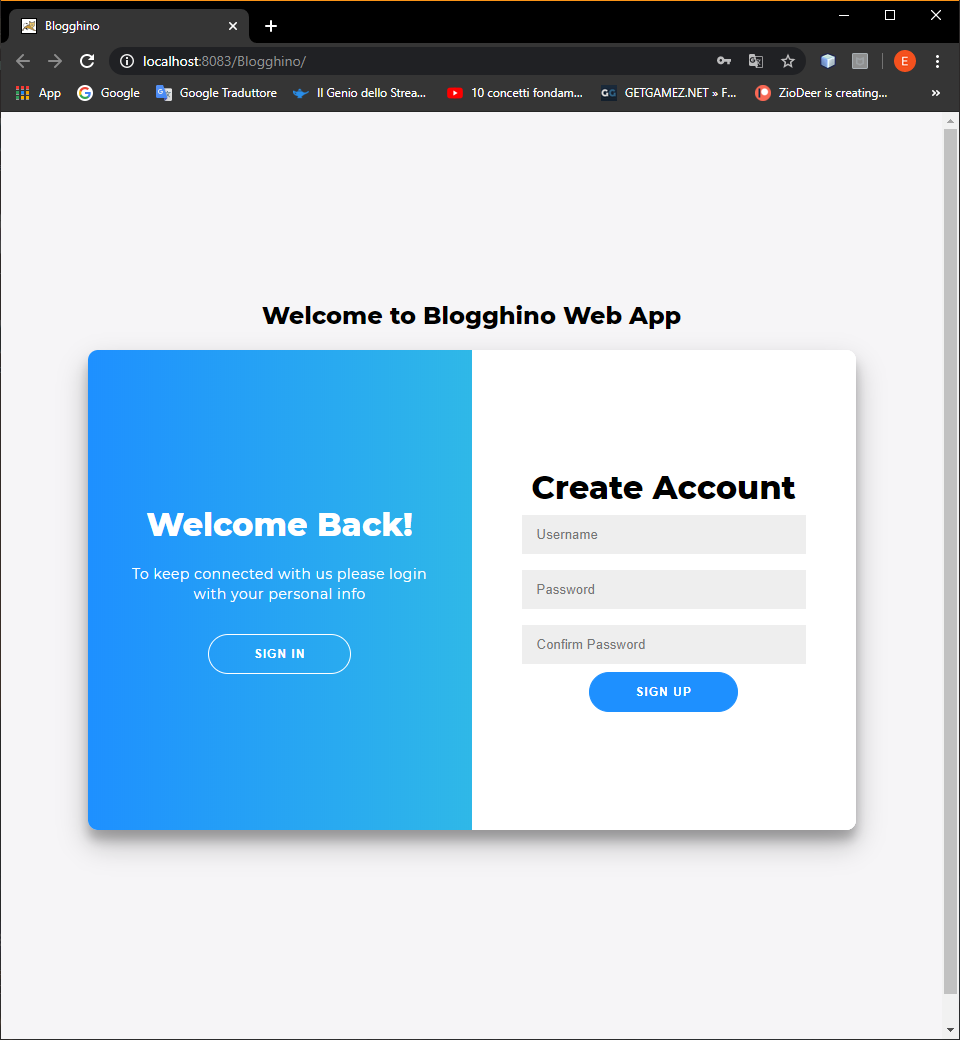 Blogghino
localhost:8083/Blogghino/
E
App
Google
Google Traduttore
Il Genio dello Strea...
10 concetti fondam...
GETGAMEZ.NET » F...
ZioDeer is creating...
»
Welcome to Blogghino Web App
Welcome Back!
To keep connected with us please login
with your personal info
SIGN IN
Create Account
Username
Password
Confirm Password
SIGN UP